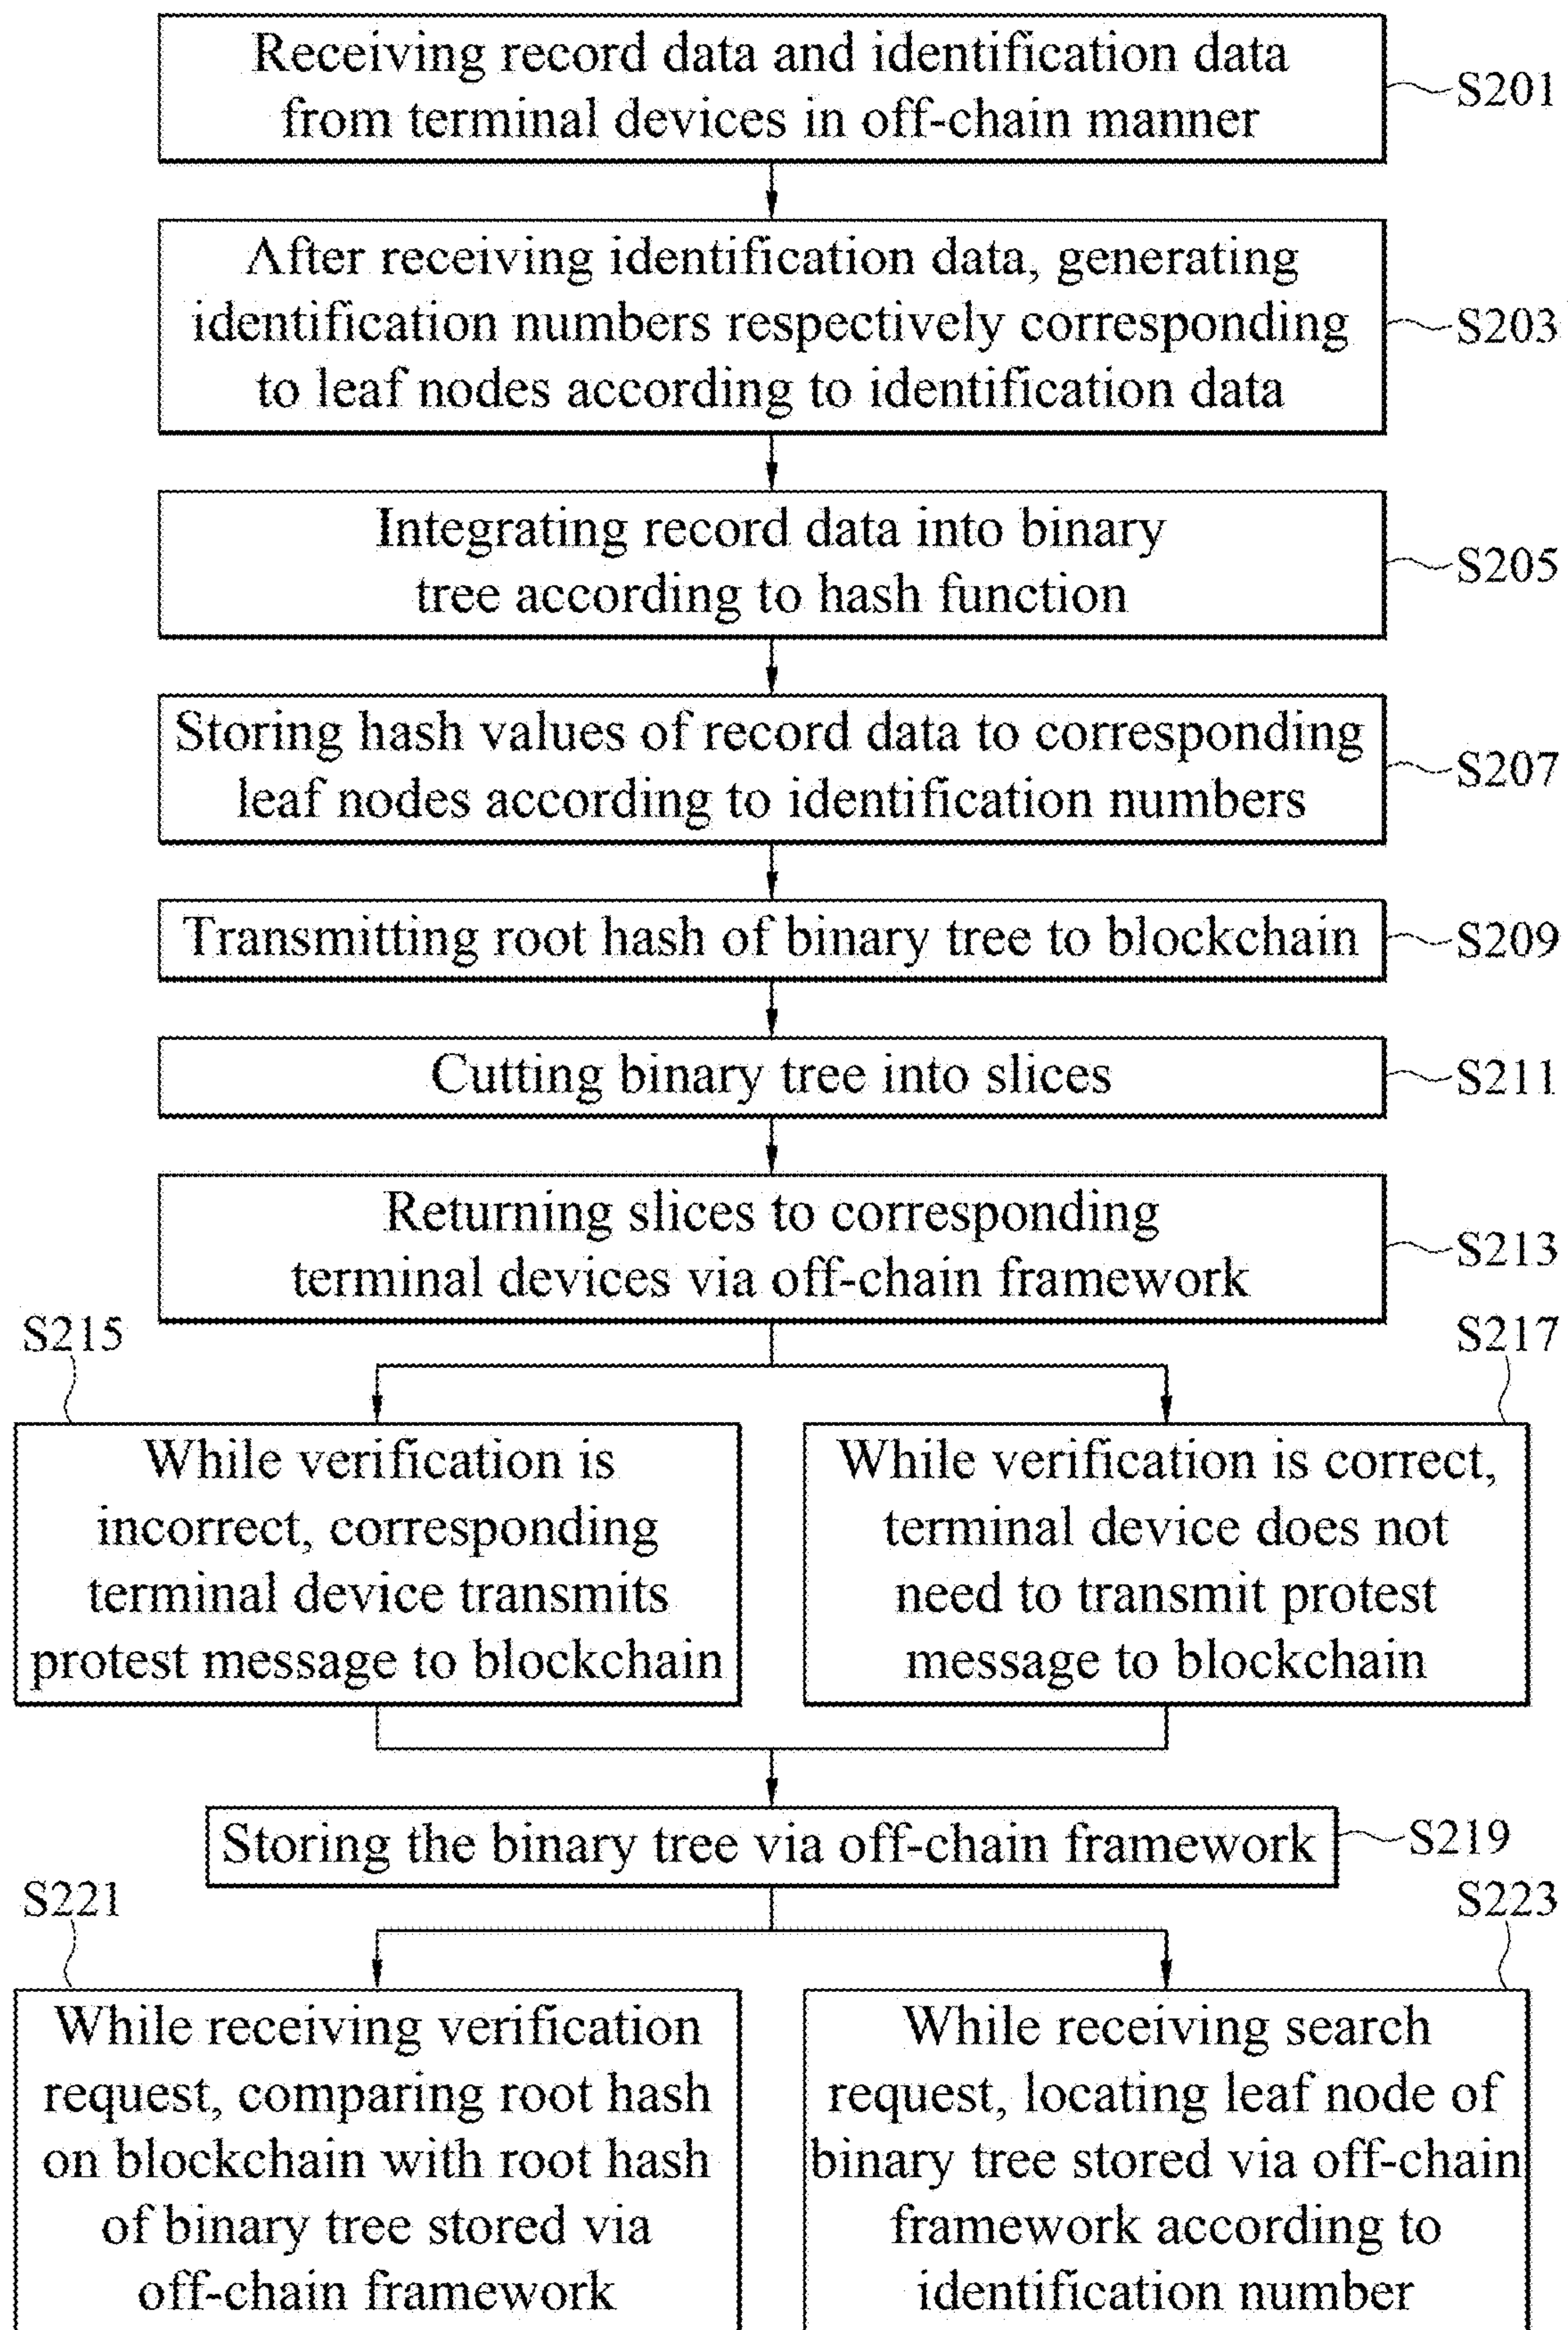 Receiving record data and identification data
from terminal devices in off-chain manner
S201
After receiving identification data, generating
identification numbers respectively corresponding
to leaf nodes according to identification data
S203
Integrating record data into binary
tree according to hash function
S205
Storing hash values of record data to corresponding
leaf nodes according to identification numbers
S207
Transmitting root hash of binary tree to blockchain
S209
Cutting binary tree into slices
S211
Returning slices to corresponding
terminal devices via off-chain framework
S213
S215
While verification is
incorrect, corresponding
terminal device transmits
protest message to blockchain
S217
While verification is correct,
terminal device does not
need to transmit protest
message to blockchain
Storing the binary tree via off-chain framework
S219
S221
While receiving verification
request, comparing root hash
on blockchain with root hash
of binary tree stored via
off-chain framework
S223
While receiving search
request, locating leaf node of
binary tree stored via off-chain
framework according to
identification number